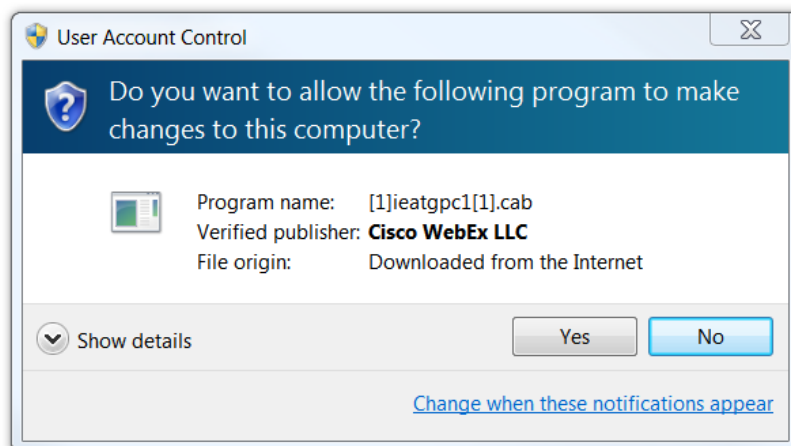 User Account Control
Do you want to allow the following program to make
changes to this computer?
Program name: [1]ieatgpc1[1].cab
Verified publisher: Cisco WebEx LLC
File origin: Downloaded from the Internet
Show details
Yes
No
Change when these notifications appear